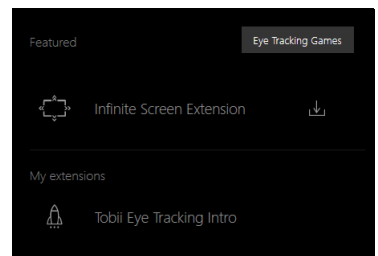 Featured
Eye Tracking Games
Infinite Screen Extension
My extensions
Tobii Eye Tracking Intro